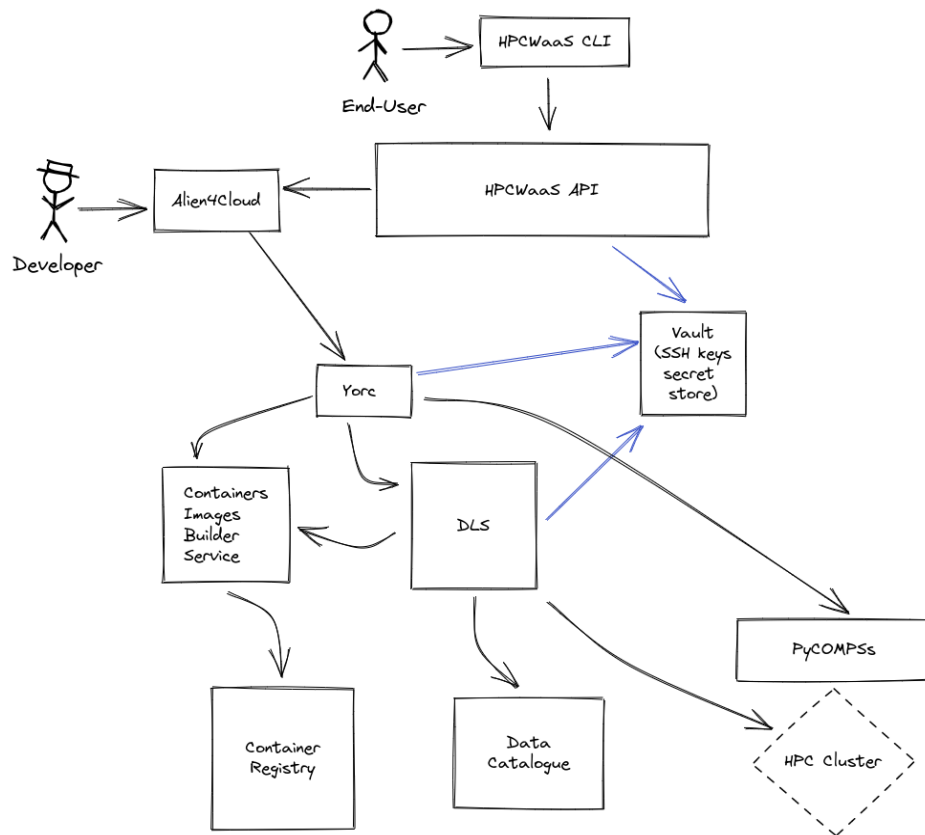 HPCWaaS CLI
End-User
HPCWaaS API
Alien4Cloud
Developer
Vault
(SSH keys
secret
store)
Yorc
Containers
Images
Builder
Service
DLS
PyCOMPSs
Container
Registry
Data
Catalogue
HPC Cluster